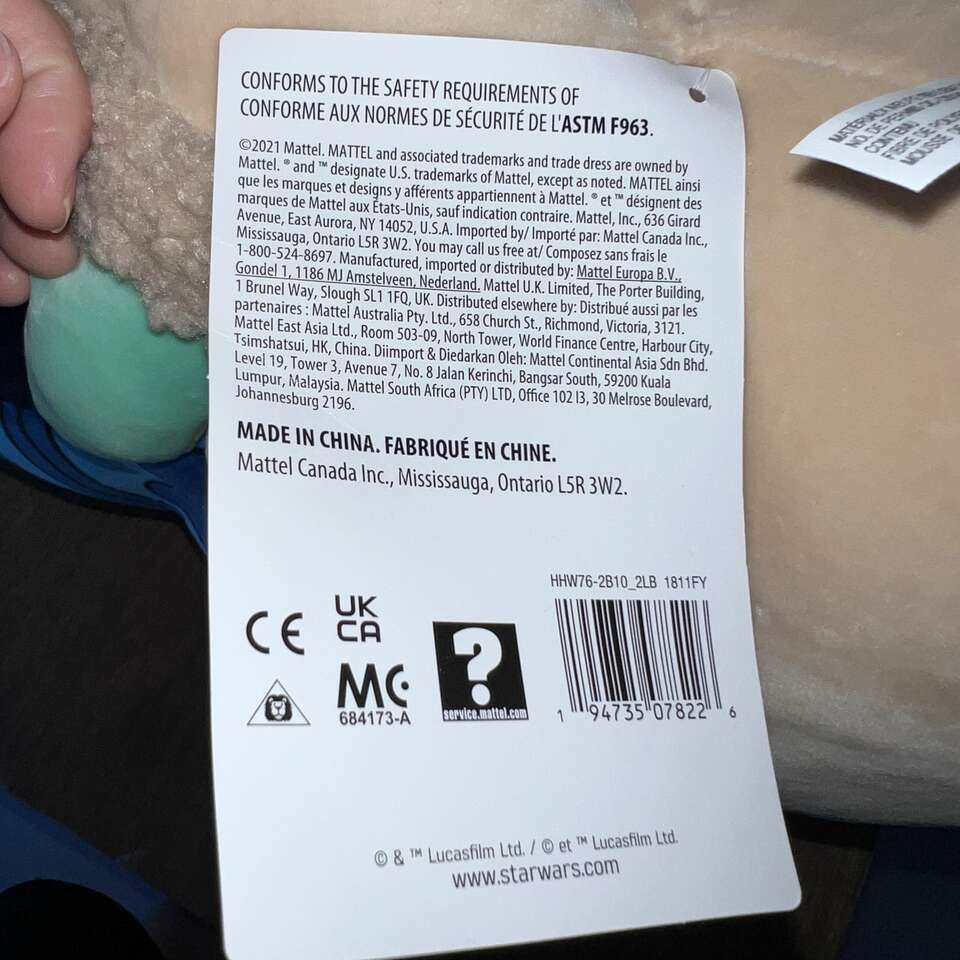 CONFORMS TO THE SAFETY REQUIREMENTS OF
CONFORME AUX NORMES DE SÉCURITÉ DE L'ASTM F963.
©2021 Mattel. MATTEL and associated trademarks and trade dress are owned by
Mattel. ® and ™ designate U.S. trademarks of Mattel, except as noted. MATTEL ainsi
que les marques et designs y afférents appartiennent à Mattel. ® et ™ désignent des
marques de Mattel aux États-Unis, sauf indication contraire. Mattel, Inc., 636 Girard
Avenue, East Aurora, NY 14052, U.S.A. Imported by/ Importé par: Mattel Canada Inc.,
Mississauga, Ontario L5R 3W2. You may call us free at/ Composez sans frais le
1-800-524-8697. Manufactured, imported or distributed by: Mattel Europa B.V.,
Gondel 1, 1186 MJ Amstelveen, Nederland. Mattel U.K. Limited, The Porter Building,
1 Brunel Way, Slough SL1 1FQ, UK. Distributed elsewhere by: Distribué aussi par les
partenaires : Mattel Australia Pty. Ltd., 658 Church St., Richmond, Victoria, 3121.
Mattel East Asia Ltd., Room 503-09, North Tower, World Finance Centre, Harbour City,
Tsimshatsui, HK, China. Diimport & Diedarkan Oleh: Mattel Continental Asia Sdn Bhd.
Level 19, Tower 3, Avenue 7, No. 8 Jalan Kerinchi, Bangsar South, 59200 Kuala
Lumpur, Malaysia. Mattel South Africa (PTY) LTD, Office 102 I3, 30 Melrose Boulevard,
Johannesburg 2196.
MADE IN CHINA. FABRIQUÉ EN CHINE.
Mattel Canada Inc., Mississauga, Ontario L5R 3W2.
HHW76-2B10_2LB 1811FY
CE
UK
CA
MC
684173-A
?
service.mattel.com
1 94735 07822 6
© & ™ Lucasfilm Ltd. / © et ™ Lucasfilm Ltd.
www.starwars.com